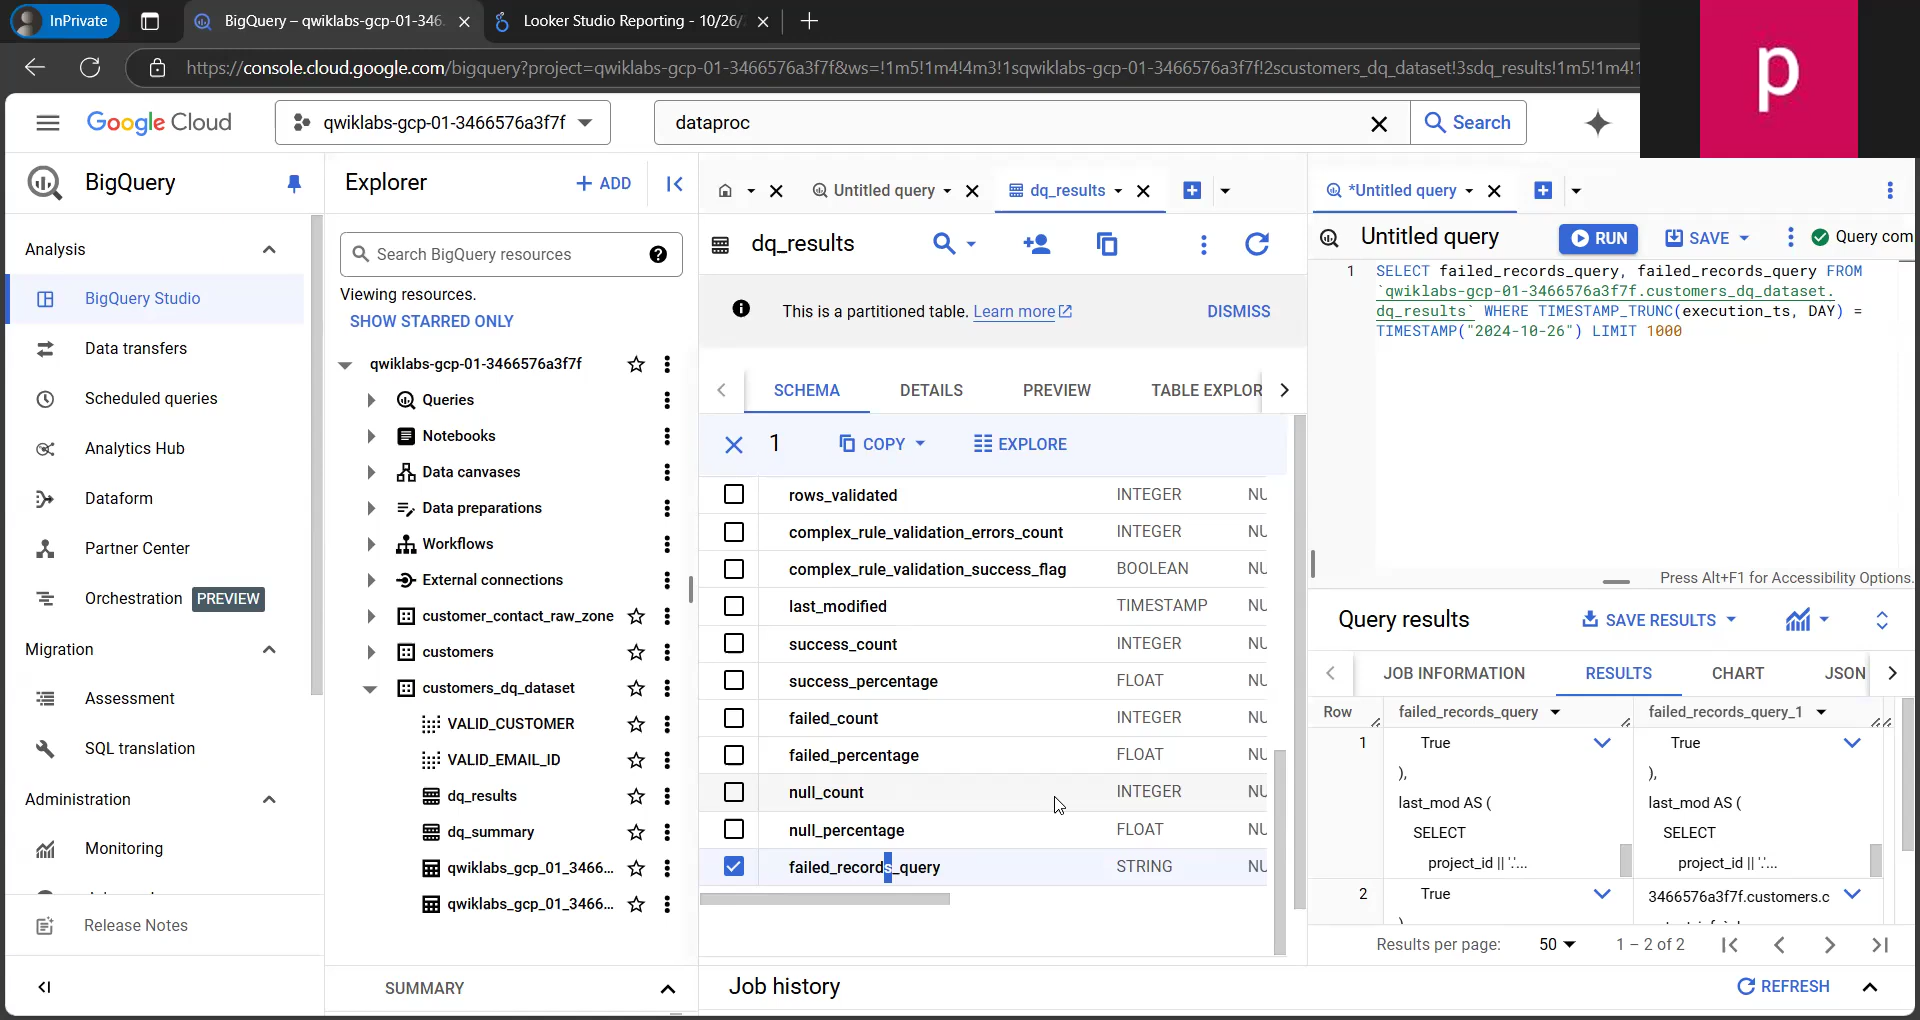 InPrivate
BigQuery – qwiklabs-gcp-01-346
Looker Studio Reporting - 10/26/
https://console.cloud.google.com/bigquery?project=qwiklabs-gcp-01-3466576a3f7f&ws=!1m5!1m4!4m3!1sqwiklabs-gcp-01-3466576a3f7f!2scustomers_dq_dataset!3sdq_results!1m5!1m4!1
p
Google Cloud
qwiklabs-gcp-01-3466576a3f7f
dataproc
Search
BigQuery
Analysis
BigQuery Studio
Data transfers
Scheduled queries
Analytics Hub
Dataform
Partner Center
Orchestration PREVIEW
Migration
Assessment
SQL translation
Administration
Monitoring
Release Notes
Explorer
+ ADD
Search BigQuery resources
Viewing resources.
SHOW STARRED ONLY
qwiklabs-gcp-01-3466576a3f7f
Queries
Notebooks
Data canvases
Data preparations
Workflows
External connections
customer_contact_raw_zone
customers
customers_dq_dataset
VALID_CUSTOMER
VALID_EMAIL_ID
dq_results
dq_summary
qwiklabs_gcp_01_3466...
qwiklabs_gcp_01_3466...
SUMMARY
Untitled query
dq_results
dq_results
This is a partitioned table. Learn more
DISMISS
SCHEMA DETAILS PREVIEW TABLE EXPLOR
1 COPY EXPLORE
rows_validated INTEGER NU
complex_rule_validation_errors_count INTEGER NU
complex_rule_validation_success_flag BOOLEAN NU
last_modified TIMESTAMP NU
success_count INTEGER NU
success_percentage FLOAT NU
failed_count INTEGER NU
failed_percentage FLOAT NU
null_count INTEGER NU
null_percentage FLOAT NU
failed_records_query STRING NU
Job history
REFRESH
*Untitled query
Untitled query
RUN
SAVE
Query com
1 SELECT failed_records_query, failed_records_query FROM
`qwiklabs-gcp-01-3466576a3f7f.customers_dq_dataset.
dq_results` WHERE TIMESTAMP_TRUNC(execution_ts, DAY) =
TIMESTAMP("2024-10-26") LIMIT 1000
Press Alt+F1 for Accessibility Options.
Query results
SAVE RESULTS
JOB INFORMATION RESULTS CHART JSON
Row failed_records_query failed_records_query_1
1 True True
), ),
last_mod AS ( last_mod AS (
SELECT SELECT
project_id || '.'... project_id || '.'...
2 True 3466576a3f7f.customers.c
Results per page: 50 1 – 2 of 2